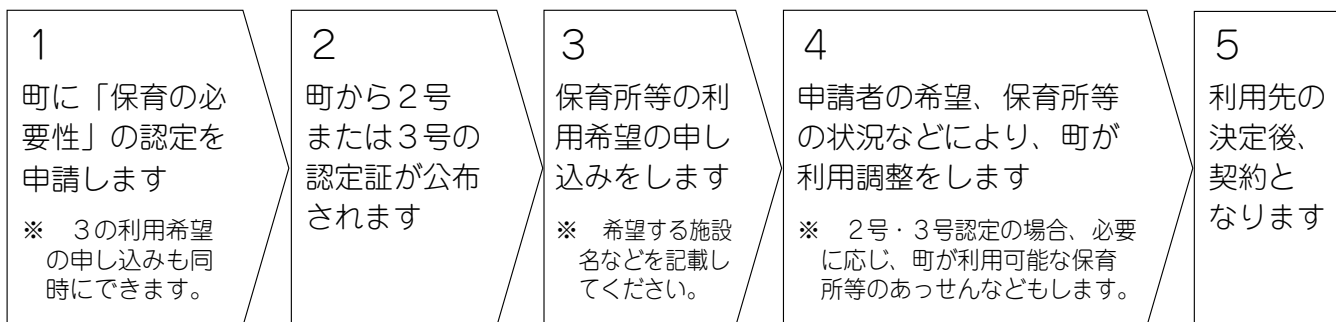 1
町に「保育の必
要性」の認定を
申請します
※　３の利用希望
の申し込みも同
時にできます。
2
町から２号
または３号の
認定証が公布
されます
3
保育所等の利
用希望の申し
込みをします
※　希望する施設
名などを記載し
てください。
4
申請者の希望、保育所等
の状況などにより、町が
利用調整をします
※　２号・３号認定の場合、必要
に応じ、町が利用可能な保育
所等のあっせんなどもします。
5
利用先の
決定後、
契約と
なります